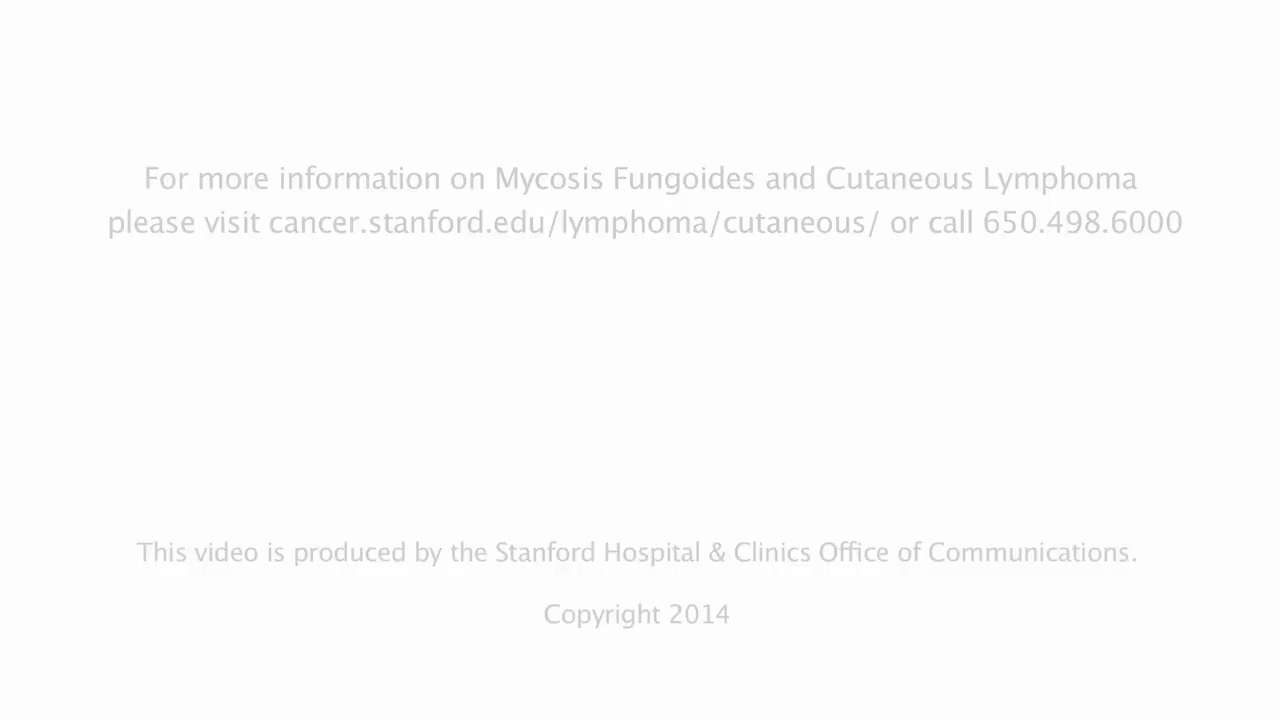 For more information on Mycosis Fungoides and Cutaneous Lymphoma
please visit cancer.stanford.edu/lymphoma/cutaneous/ or call 650.498.6000
This video is produced by the Stanford Hospital & Clinics Office of Communications.
Copyright 2014